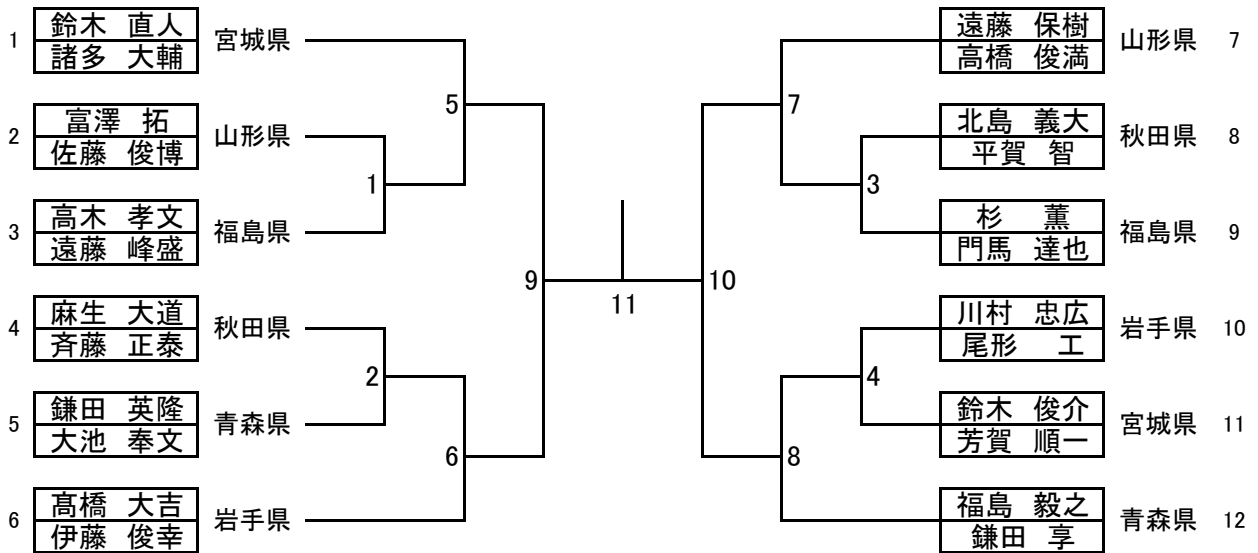 1 鈴木 直人 宮城県
諸多 大輔
2 富澤 拓 山形県
佐藤 俊博
3 高木 孝文 福島県
遠藤 峰盛
4 麻生 大道 秋田県
斉藤 正泰
5 鎌田 英隆 青森県
大池 奉文
6 髙橋 大吉 岩手県
伊藤 俊幸
5
1
9
2
6
11
7
3
10
4
8
遠藤 保樹 山形県 7
高橋 俊満
北島 義大 秋田県 8
平賀 智
杉 薫 福島県 9
門馬 達也
川村 忠広 岩手県 10
尾形 工
鈴木 俊介 宮城県 11
芳賀 順一
福島 毅之 青森県 12
鎌田 享